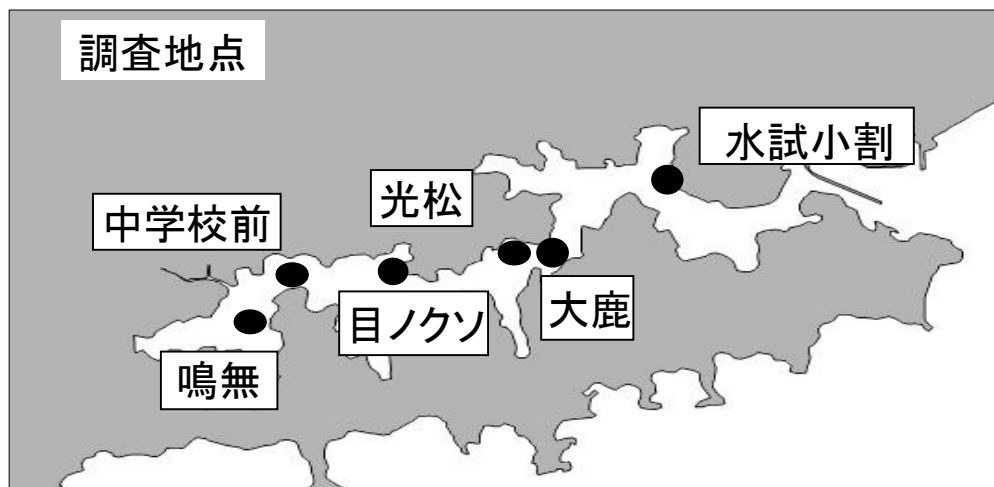 調査地点
水試小割
光松
中学校前
大鹿
目ノクソ
鳴無